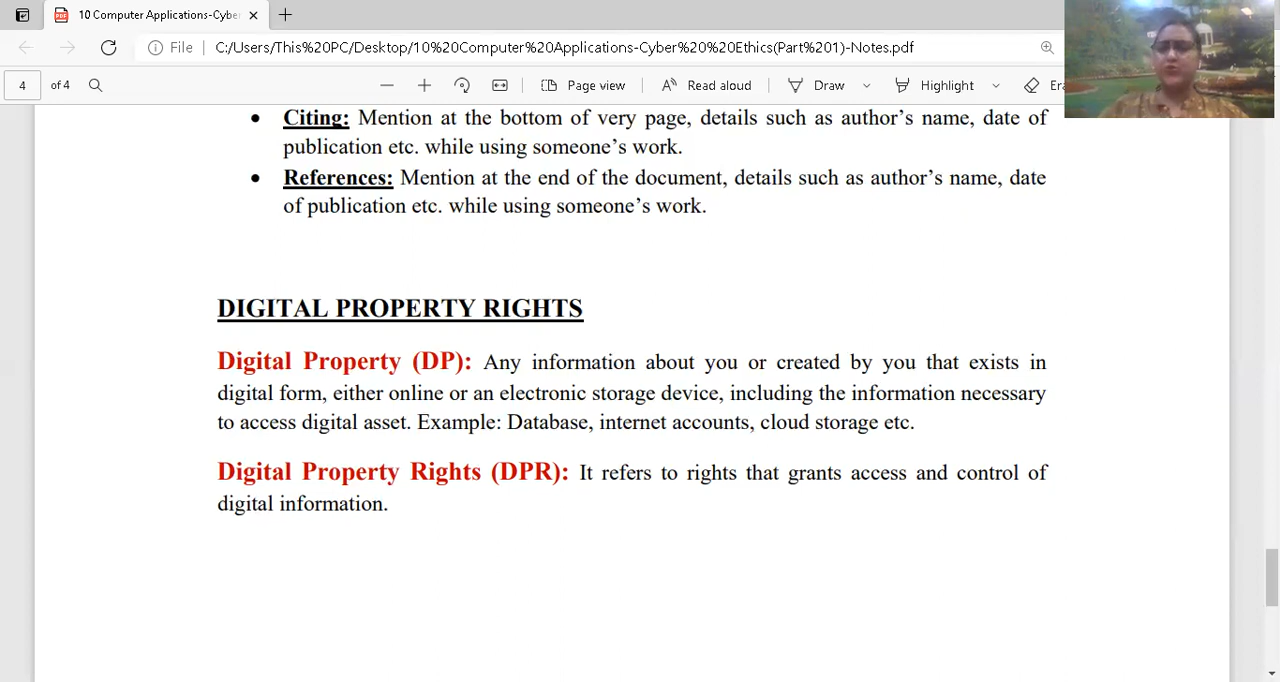 10 Computer Applications-Cyber
File C:/Users/This%20PC/Desktop/10%20Computer%20Applications-Cyber%20%20Ethics(Part%201)-Notes.pdf
4 of 4 Page view Read aloud Draw Highlight Era
• Citing: Mention at the bottom of very page, details such as author’s name, date of
publication etc. while using someone’s work.
• References: Mention at the end of the document, details such as author’s name, date
of publication etc. while using someone’s work.
DIGITAL PROPERTY RIGHTS
Digital Property (DP): Any information about you or created by you that exists in
digital form, either online or an electronic storage device, including the information necessary
to access digital asset. Example: Database, internet accounts, cloud storage etc.
Digital Property Rights (DPR): It refers to rights that grants access and control of
digital information.